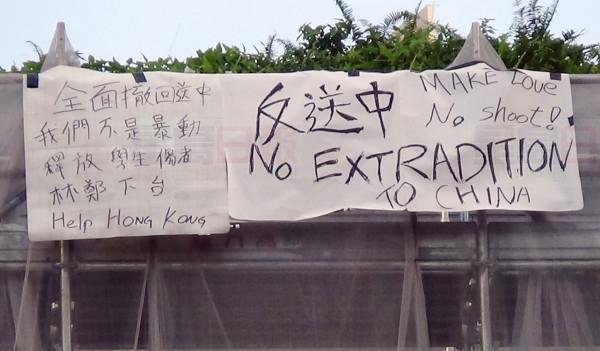 全面撤回送中
我們不是暴動
釋放學生傷者
林鄭下台
Help HONG KONG
反送中
MAKE Love
No shoot!
No EXTRADITION
TO CHINA